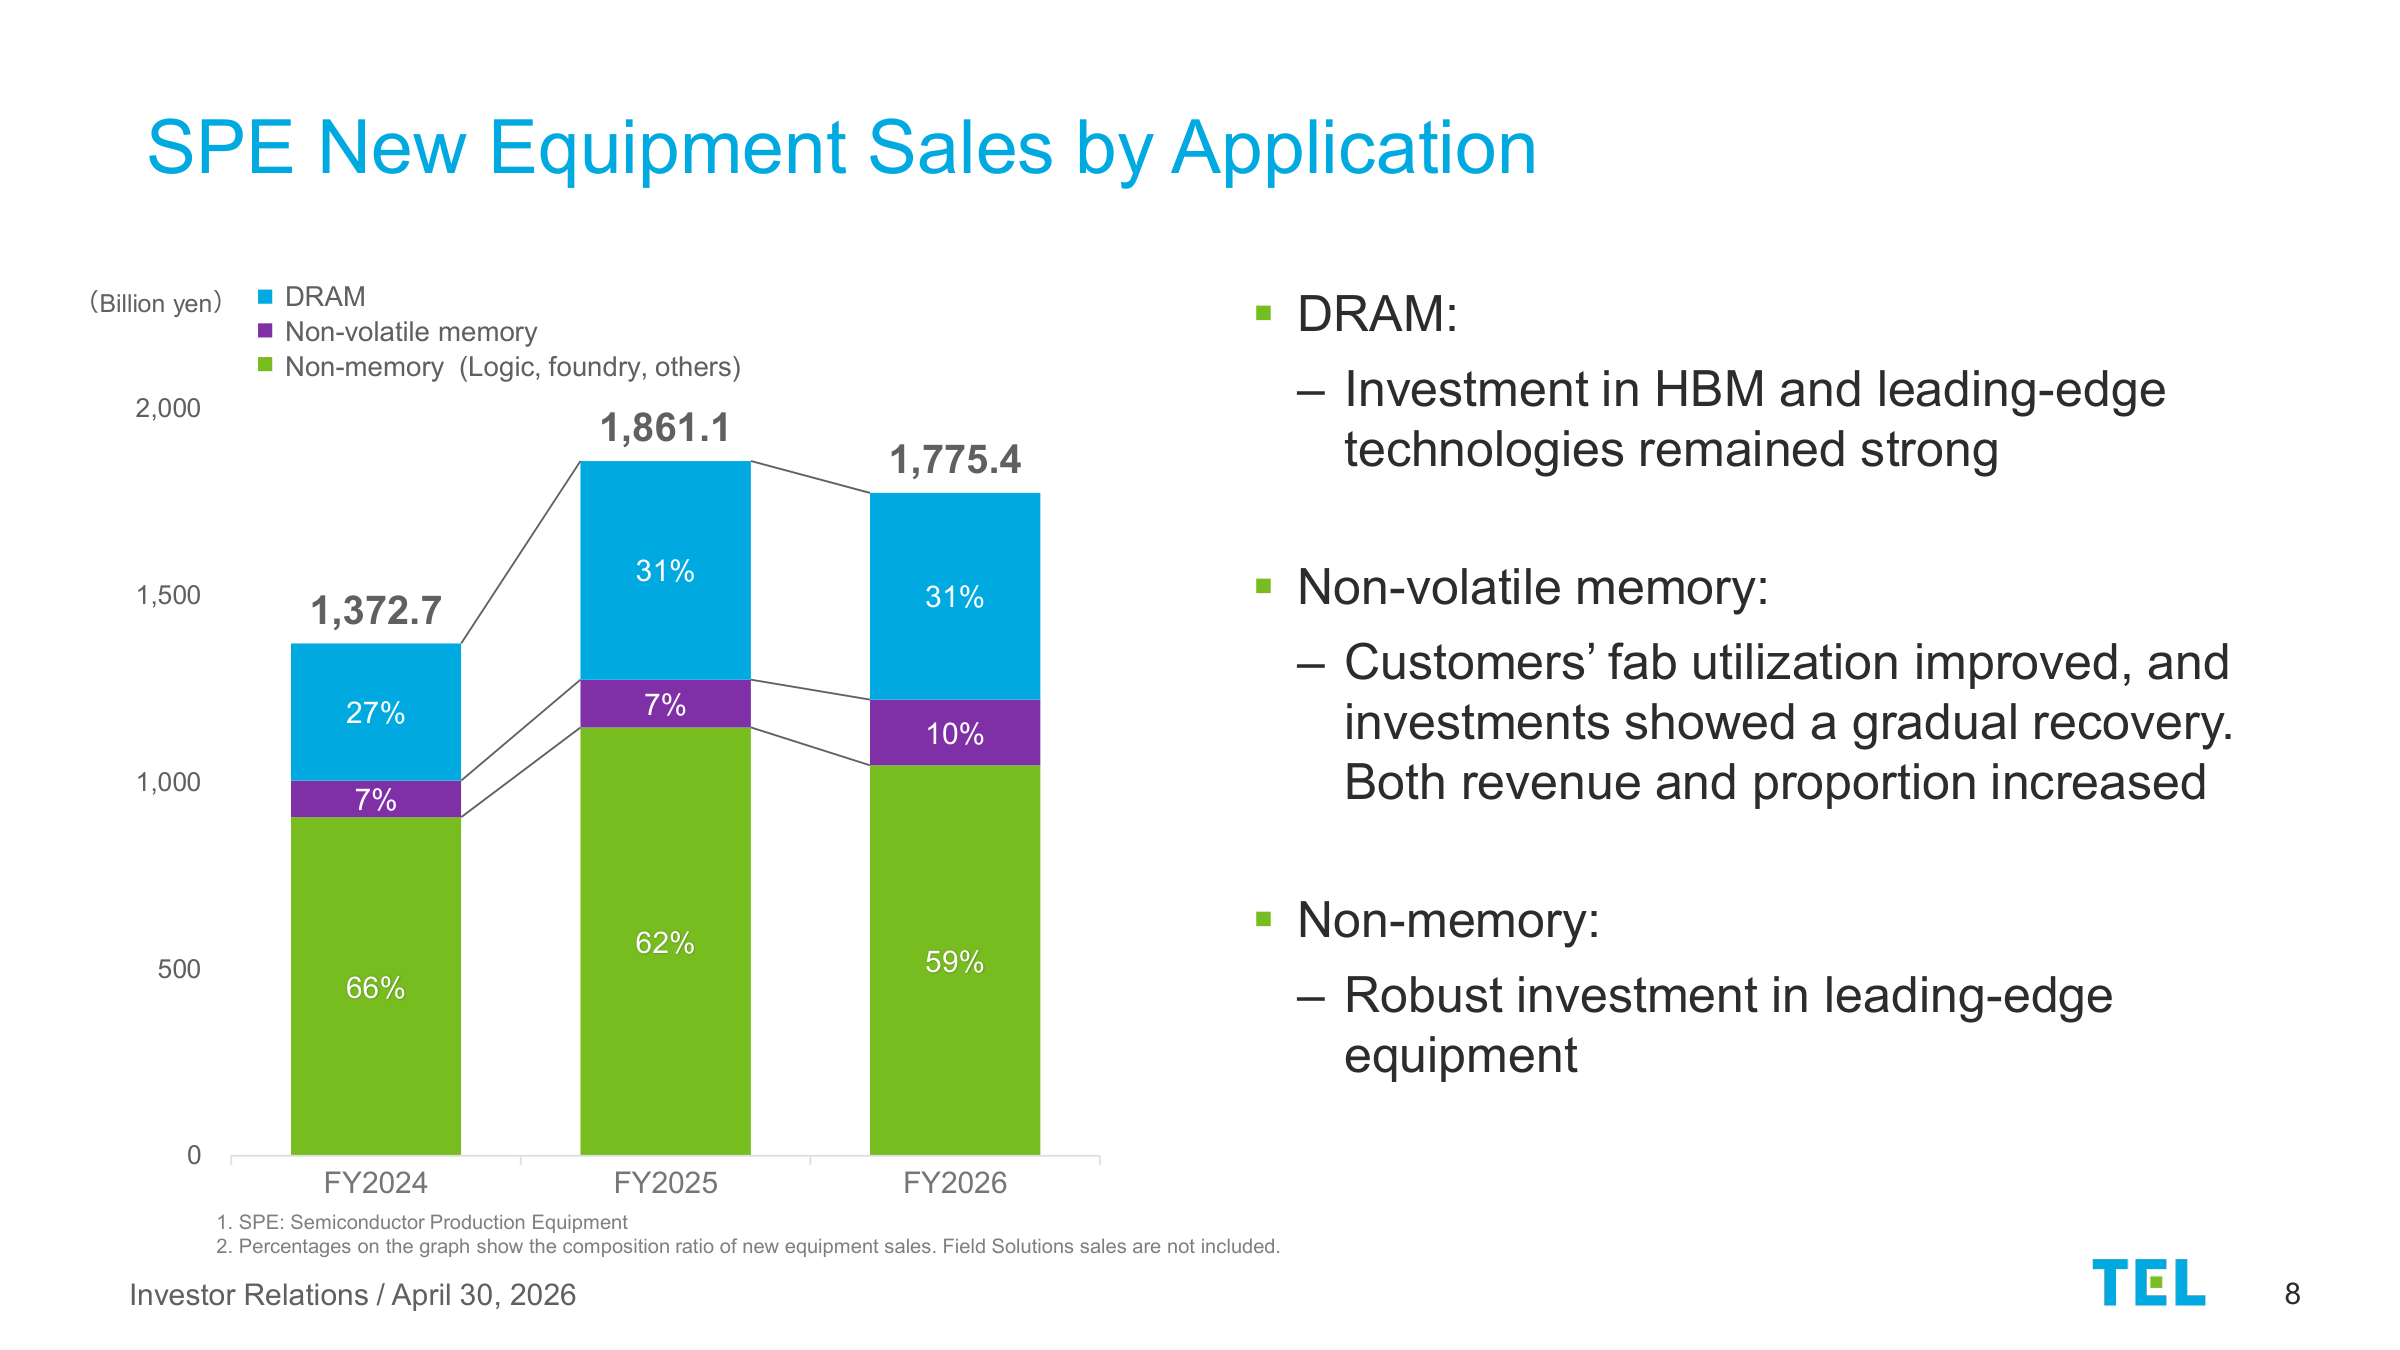 SPE New Equipment Sales by Application
（Billion yen）
DRAM
Non-volatile memory
Non-memory (Logic, foundry, others)
2,000
1,500
1,000
500
0
1,372.7
27%
7%
66%
1,861.1
31%
7%
62%
1,775.4
31%
10%
59%
FY2024
FY2025
FY2026
DRAM:
– Investment in HBM and leading-edge
technologies remained strong
Non-volatile memory:
– Customers’ fab utilization improved, and
investments showed a gradual recovery.
Both revenue and proportion increased
Non-memory:
– Robust investment in leading-edge
equipment
1. SPE: Semiconductor Production Equipment
2. Percentages on the graph show the composition ratio of new equipment sales. Field Solutions sales are not included.
Investor Relations / April 30, 2026
TEL
8